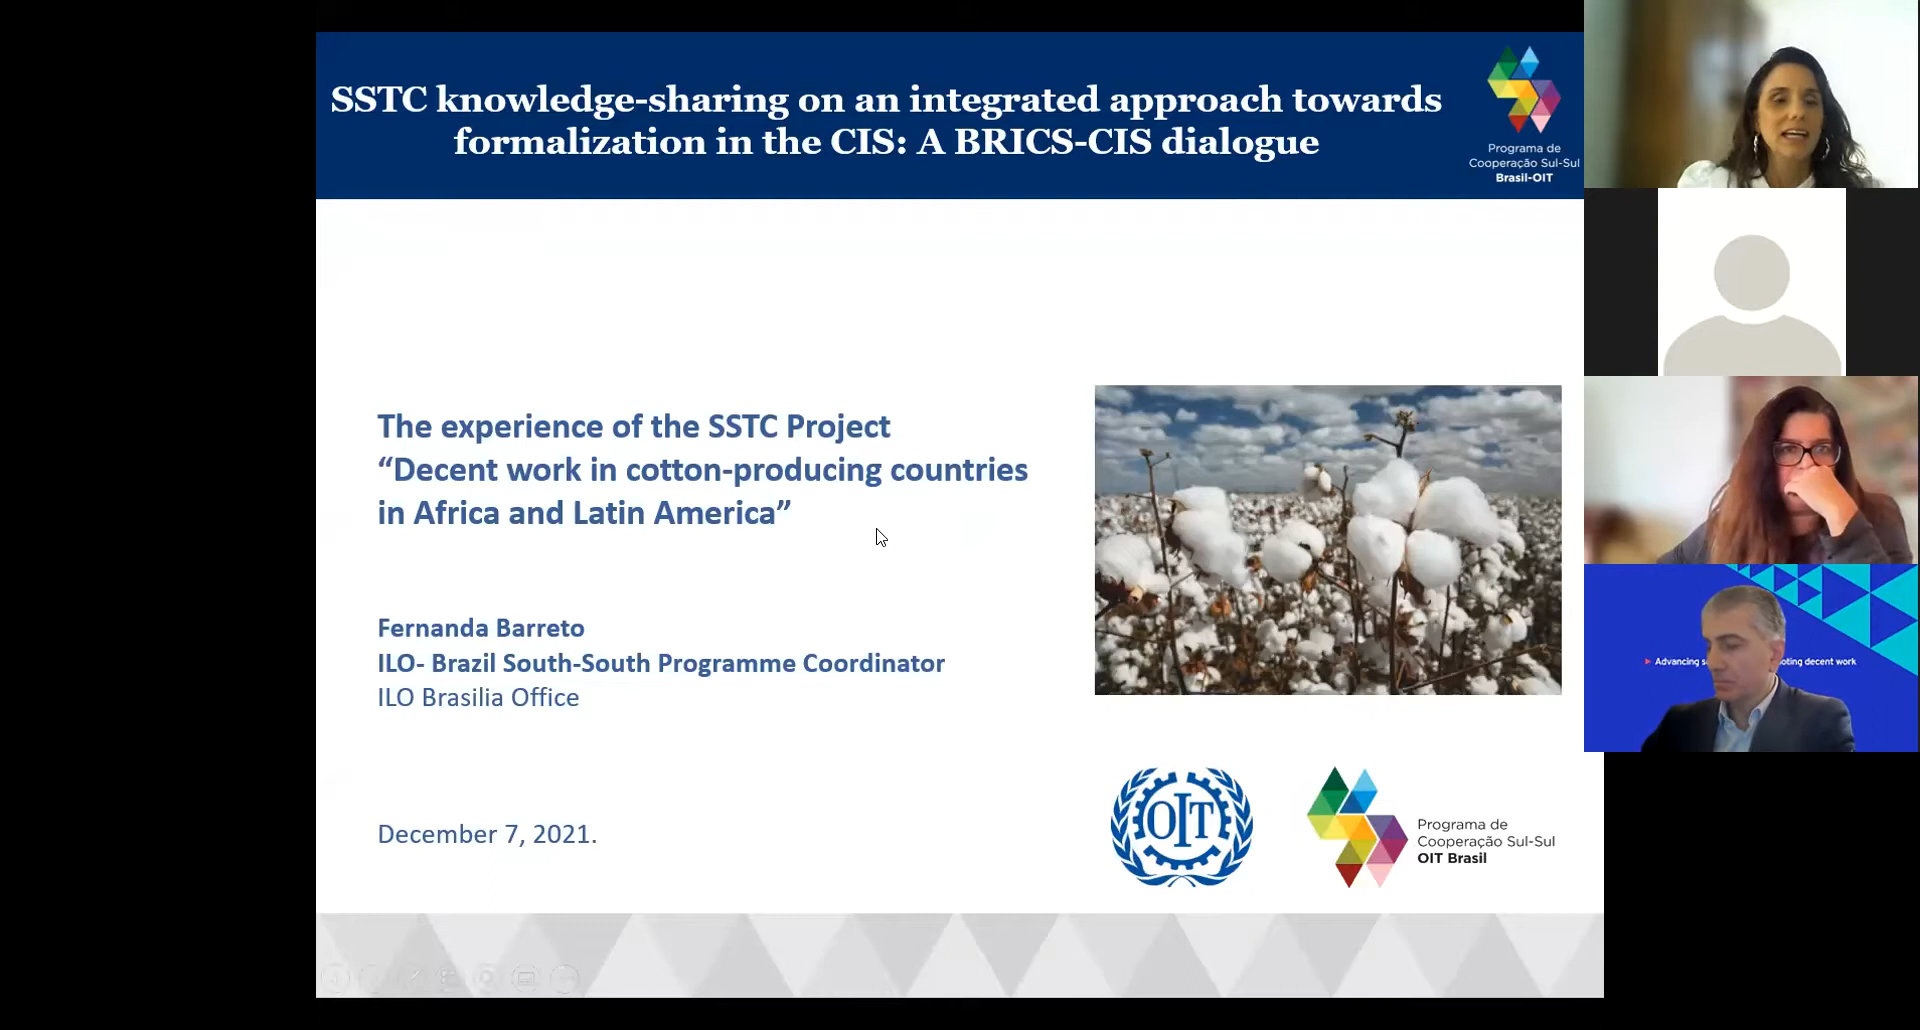 SSTC knowledge-sharing on an integrated approach towards
formalization in the CIS: A BRICS-CIS dialogue
Programa de
Cooperação Sul-Sul
Brasil-OIT
The experience of the SSTC Project
“Decent work in cotton-producing countries
in Africa and Latin America”
Fernanda Barreto
ILO- Brazil South-South Programme Coordinator
ILO Brasilia Office
December 7, 2021.
OIT
Programa de
Cooperação Sul-Sul
OIT Brasil
Advancing
decent work